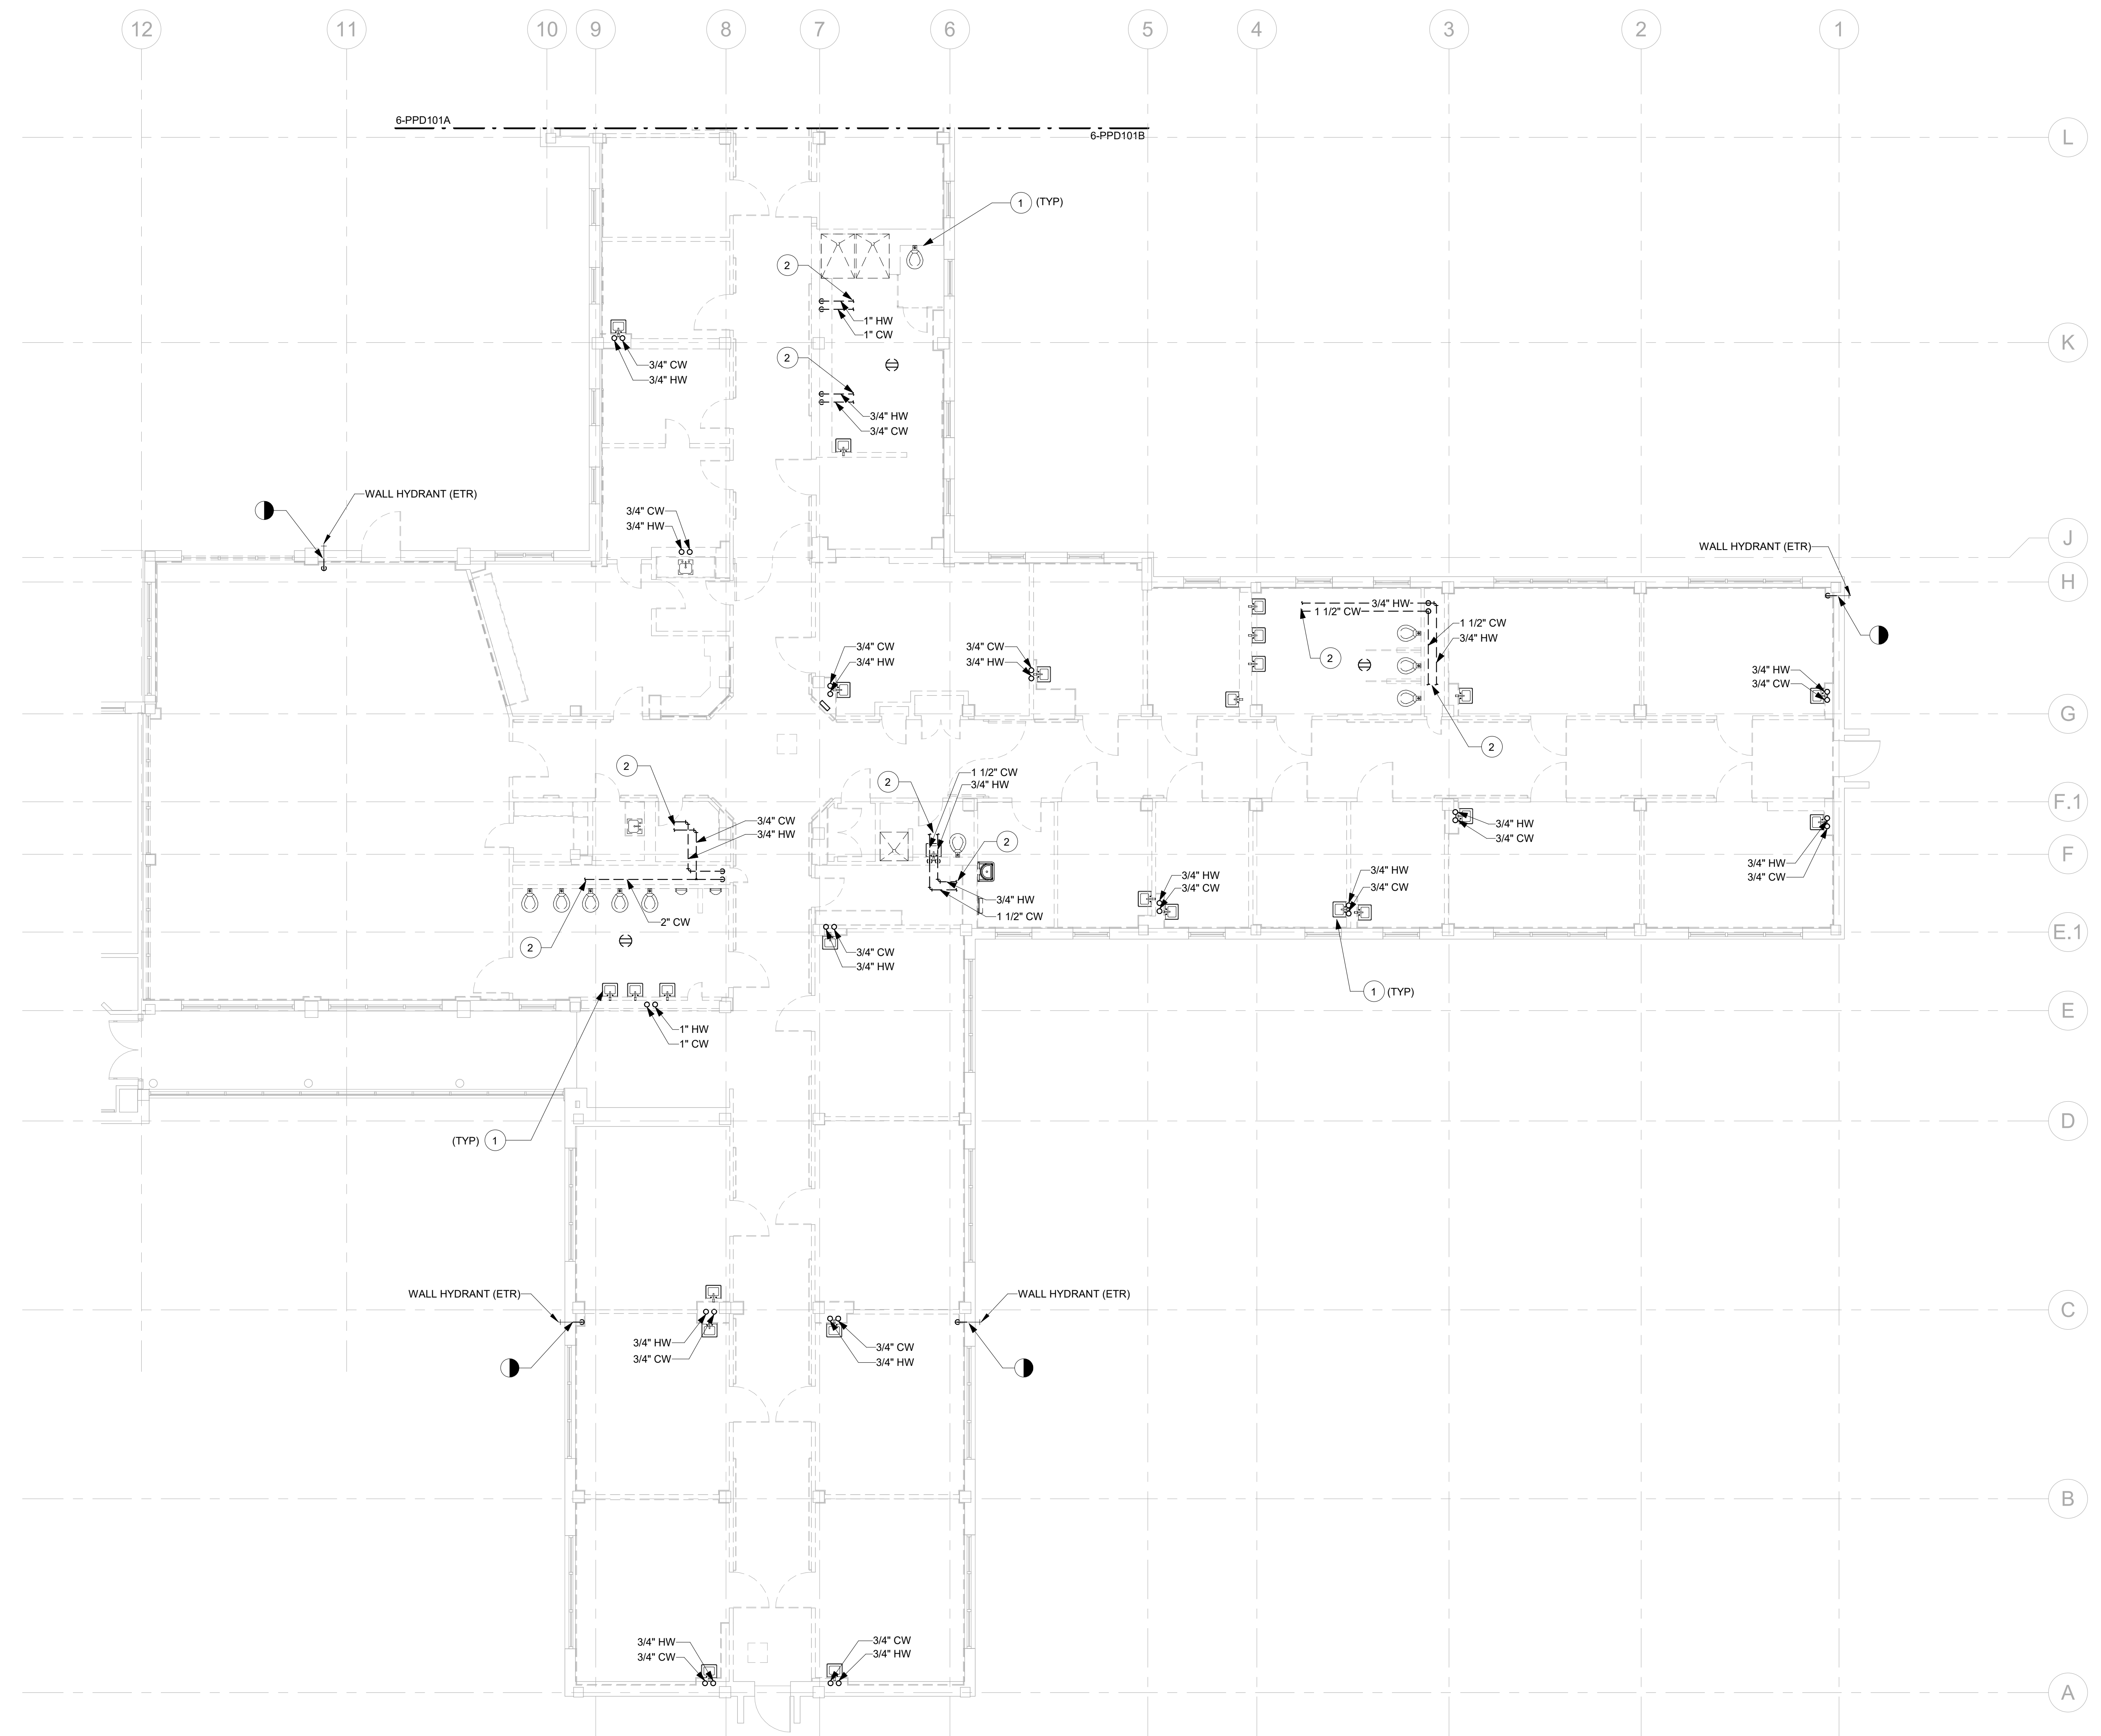 12
11
10
9
8
7
6
5
4
3
2
1
6-PPD101A
6-PPD101B
L
1 (TYP)
2
1" HW
1" CW
K
3/4" CW
3/4" HW
2
3/4" HW
3/4" CW
WALL HYDRANT (ETR)
3/4" CW
3/4" HW
J
WALL HYDRANT (ETR)
H
3/4" HW
1 1/2" CW
1 1/2" CW
3/4" HW
2
3/4" CW
3/4" HW
3/4" CW
3/4" HW
3/4" HW
3/4" CW
G
2
2
2
1 1/2" CW
3/4" HW
F.1
3/4" CW
3/4" HW
3/4" HW
3/4" CW
2
F
3/4" HW
3/4" CW
3/4" HW
3/4" CW
3/4" HW
3/4" CW
3/4" HW
1 1/2" CW
2" CW
2
E.1
3/4" CW
3/4" HW
1 (TYP)
E
1" HW
1" CW
D
(TYP) 1
WALL HYDRANT (ETR)
WALL HYDRANT (ETR)
C
3/4" HW
3/4" CW
3/4" CW
3/4" HW
B
3/4" HW
3/4" CW
3/4" CW
3/4" HW
A